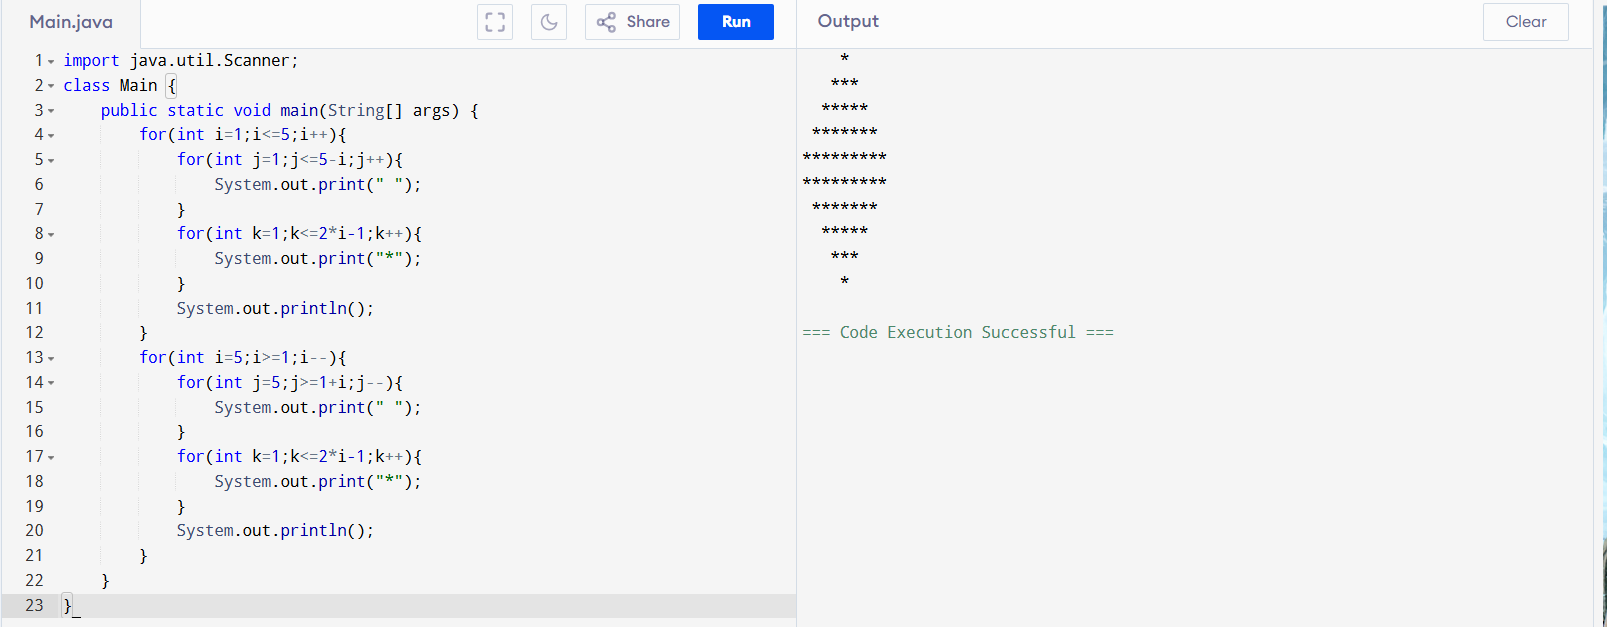 Main.java Share Run Output Clear
1 import java.util.Scanner;
2 class Main {
3     public static void main(String[] args) {
4         for(int i=1;i<=5;i++){
5             for(int j=1;j<=5-i;j++){
6                 System.out.print(" ");
7             }
8             for(int k=1;k<=2*i-1;k++){
9                 System.out.print("*");
10             }
11             System.out.println();
12         }
13         for(int i=5;i>=1;i--){
14             for(int j=5;j>=1+i;j--){
15                 System.out.print(" ");
16             }
17             for(int k=1;k<=2*i-1;k++){
18                 System.out.print("*");
19             }
20             System.out.println();
21         }
22     }
23 }
    *
   ***
  *****
 *******
*********
*********
 *******
  *****
   ***
    *
=== Code Execution Successful ===